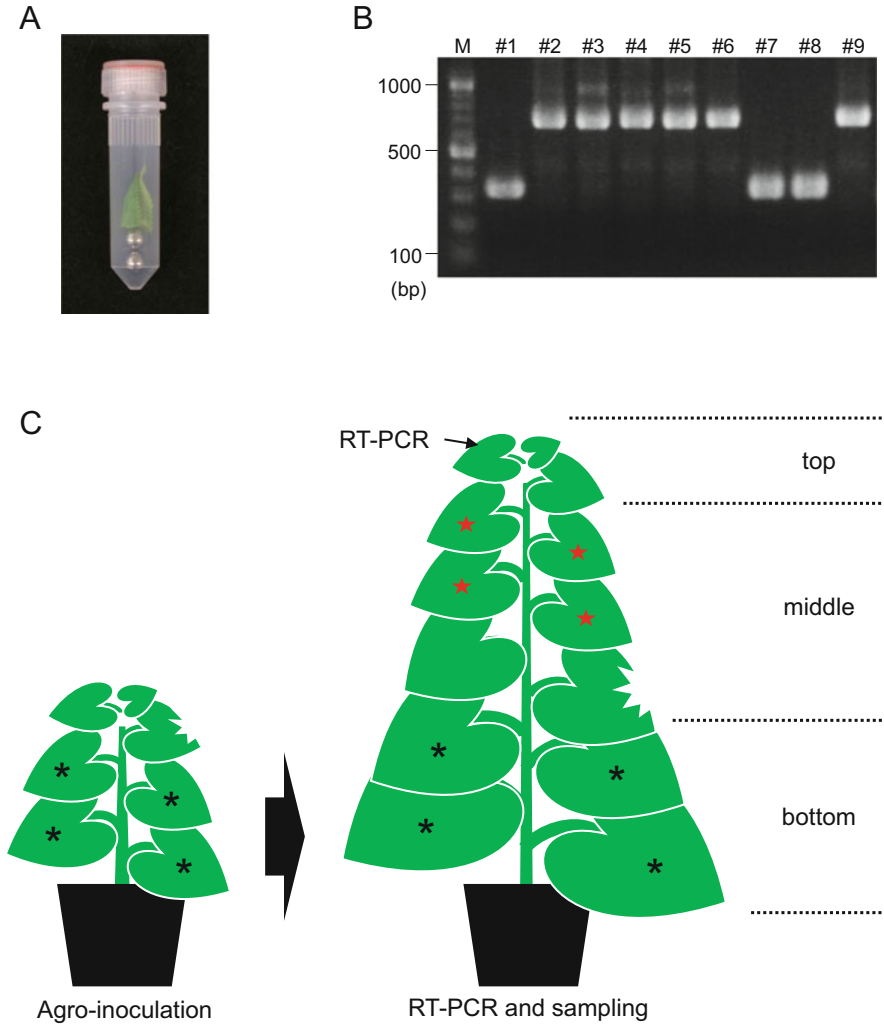 A
B
M #1 #2 #3 #4 #5 #6 #7 #8 #9
1000
500
100
(bp)
C
RT-PCR
top
middle
bottom
* * * *
* * * *
Agro-inoculation
RT-PCR and sampling